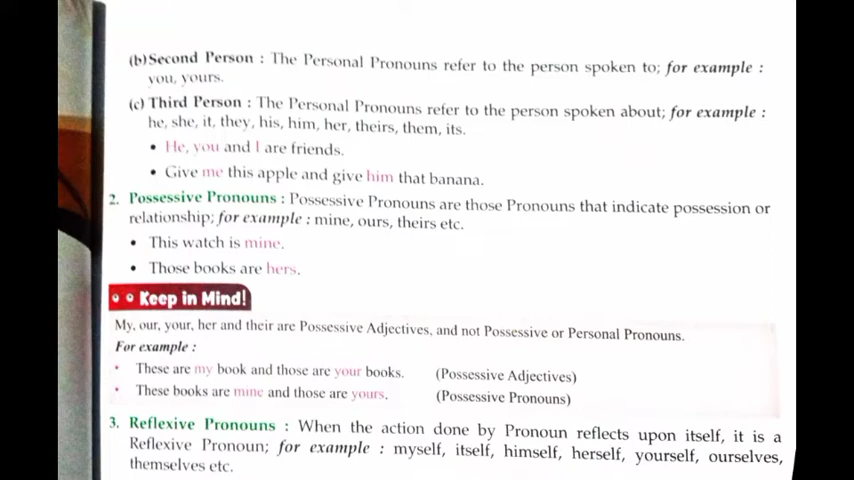 (b) Second Person : The Personal Pronouns refer to the person spoken to; for example :
you, yours.
(c) Third Person : The Personal Pronouns refer to the person spoken about; for example :
he, she, it, they, his, him, her, theirs, them, its.
• He, you and I are friends.
• Give me this apple and give him that banana.
2. Possessive Pronouns : Possessive Pronouns are those Pronouns that indicate possession or
relationship; for example : mine, ours, theirs etc.
• This watch is mine.
• Those books are hers.
Keep in Mind!
My, our, your, her and their are Possessive Adjectives, and not Possessive or Personal Pronouns.
For example :
• These are my book and those are your books. (Possessive Adjectives)
• These books are mine and those are yours. (Possessive Pronouns)
3. Reflexive Pronouns : When the action done by Pronoun reflects upon itself, it is a
Reflexive Pronoun; for example : myself, itself, himself, herself, yourself, ourselves,
themselves etc.